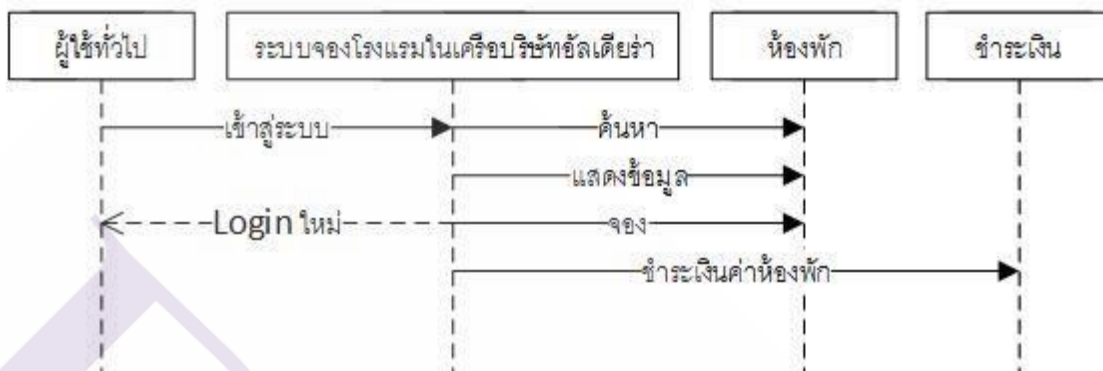 ผู้ใช้ทั่วไป ระบบจองโรงแรมในเครือบริษัทอัลเดียร่า ห้องพัก ชำระเงิน
เข้าสู่ระบบ ค้นหา
แสดงข้อมูล
Login ใหม่ จอง
ชำระเงินค่าห้องพัก